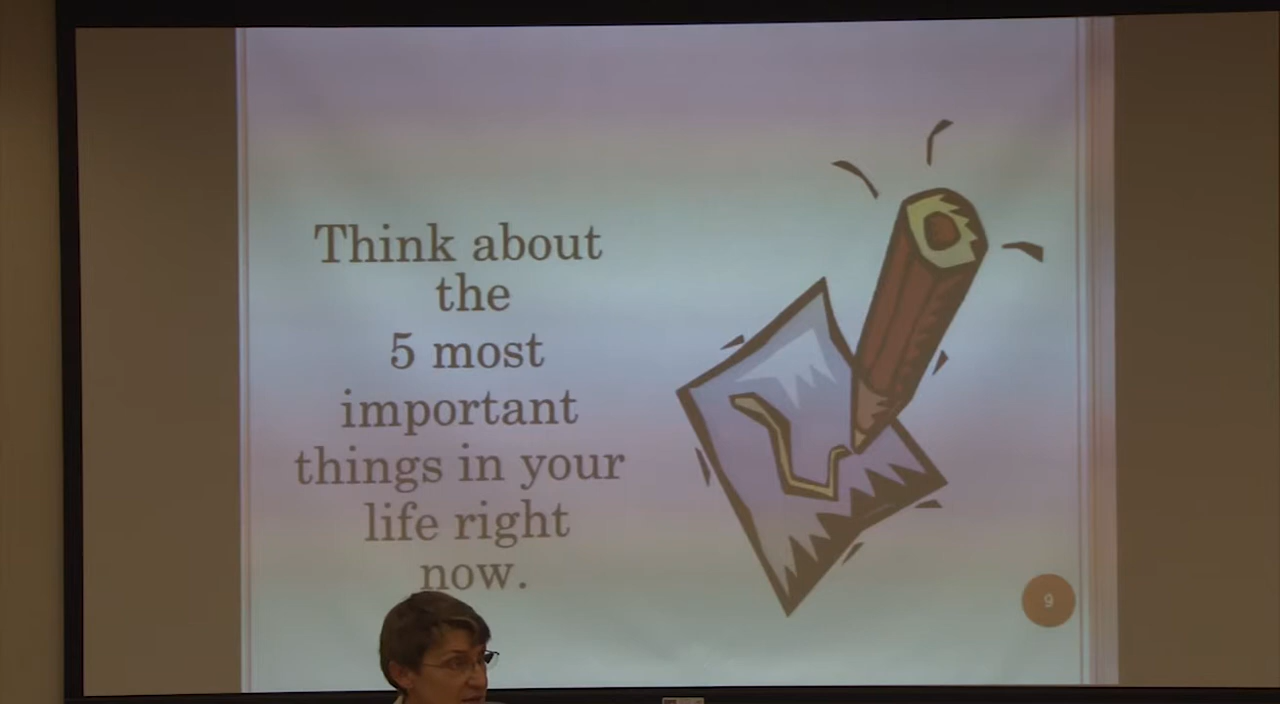 Think about
the
5 most
important
things in your
life right
now.
9